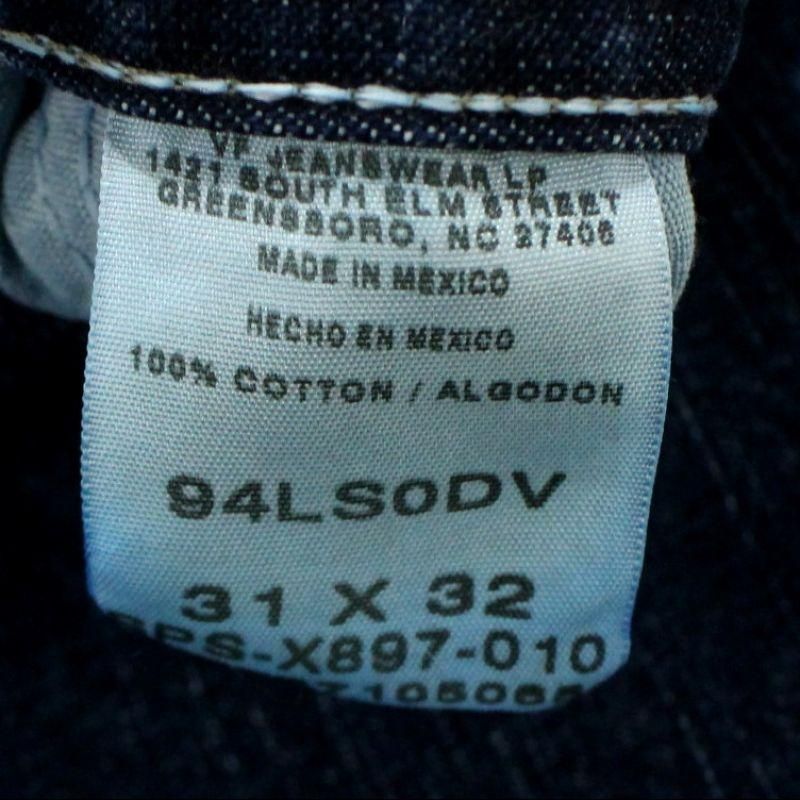 VF JEANSWEAR LP
1421 SOUTH ELM STREET
GREENSBORO, NC 27406
MADE IN MEXICO
HECHO EN MEXICO
100% COTTON / ALGODON
94LS0DV
31 X 32
SPS-X897-010